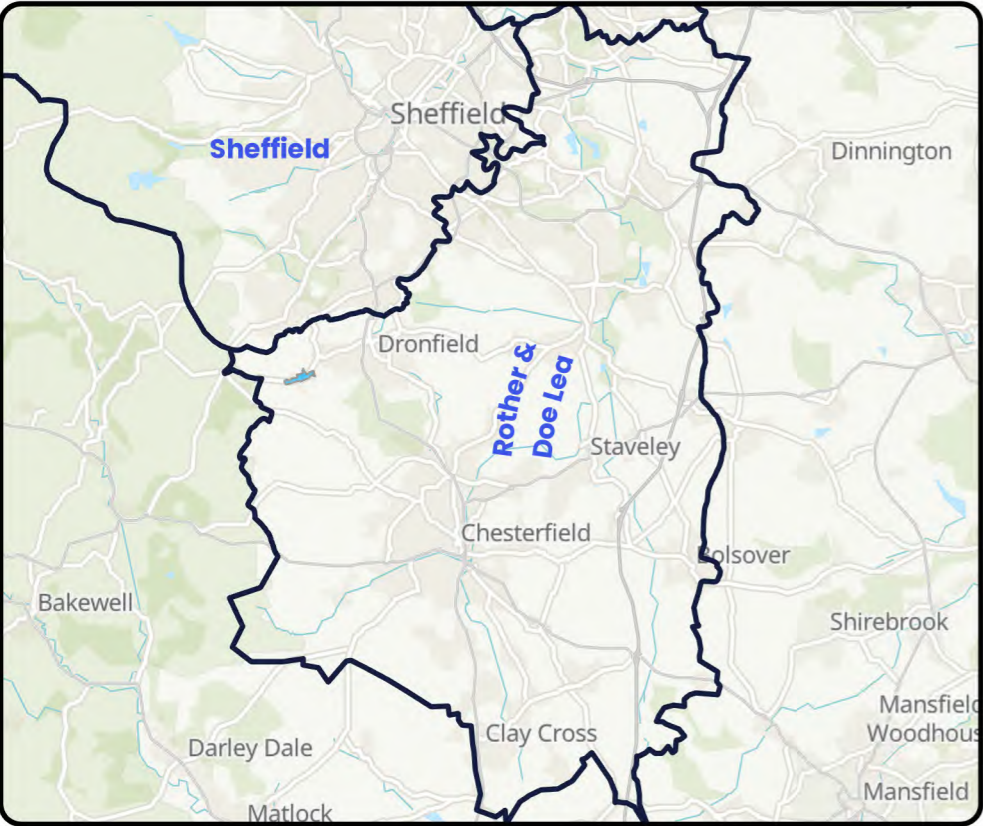 Sheffield
Sheffield
Dinnington
Dronfield
Rother &
Doe Lea
Staveley
Chesterfield
Bolsover
Bakewell
Shirebrook
Mansfield
Woodhous
Clay Cross
Darley Dale
Mansfield
Matlock